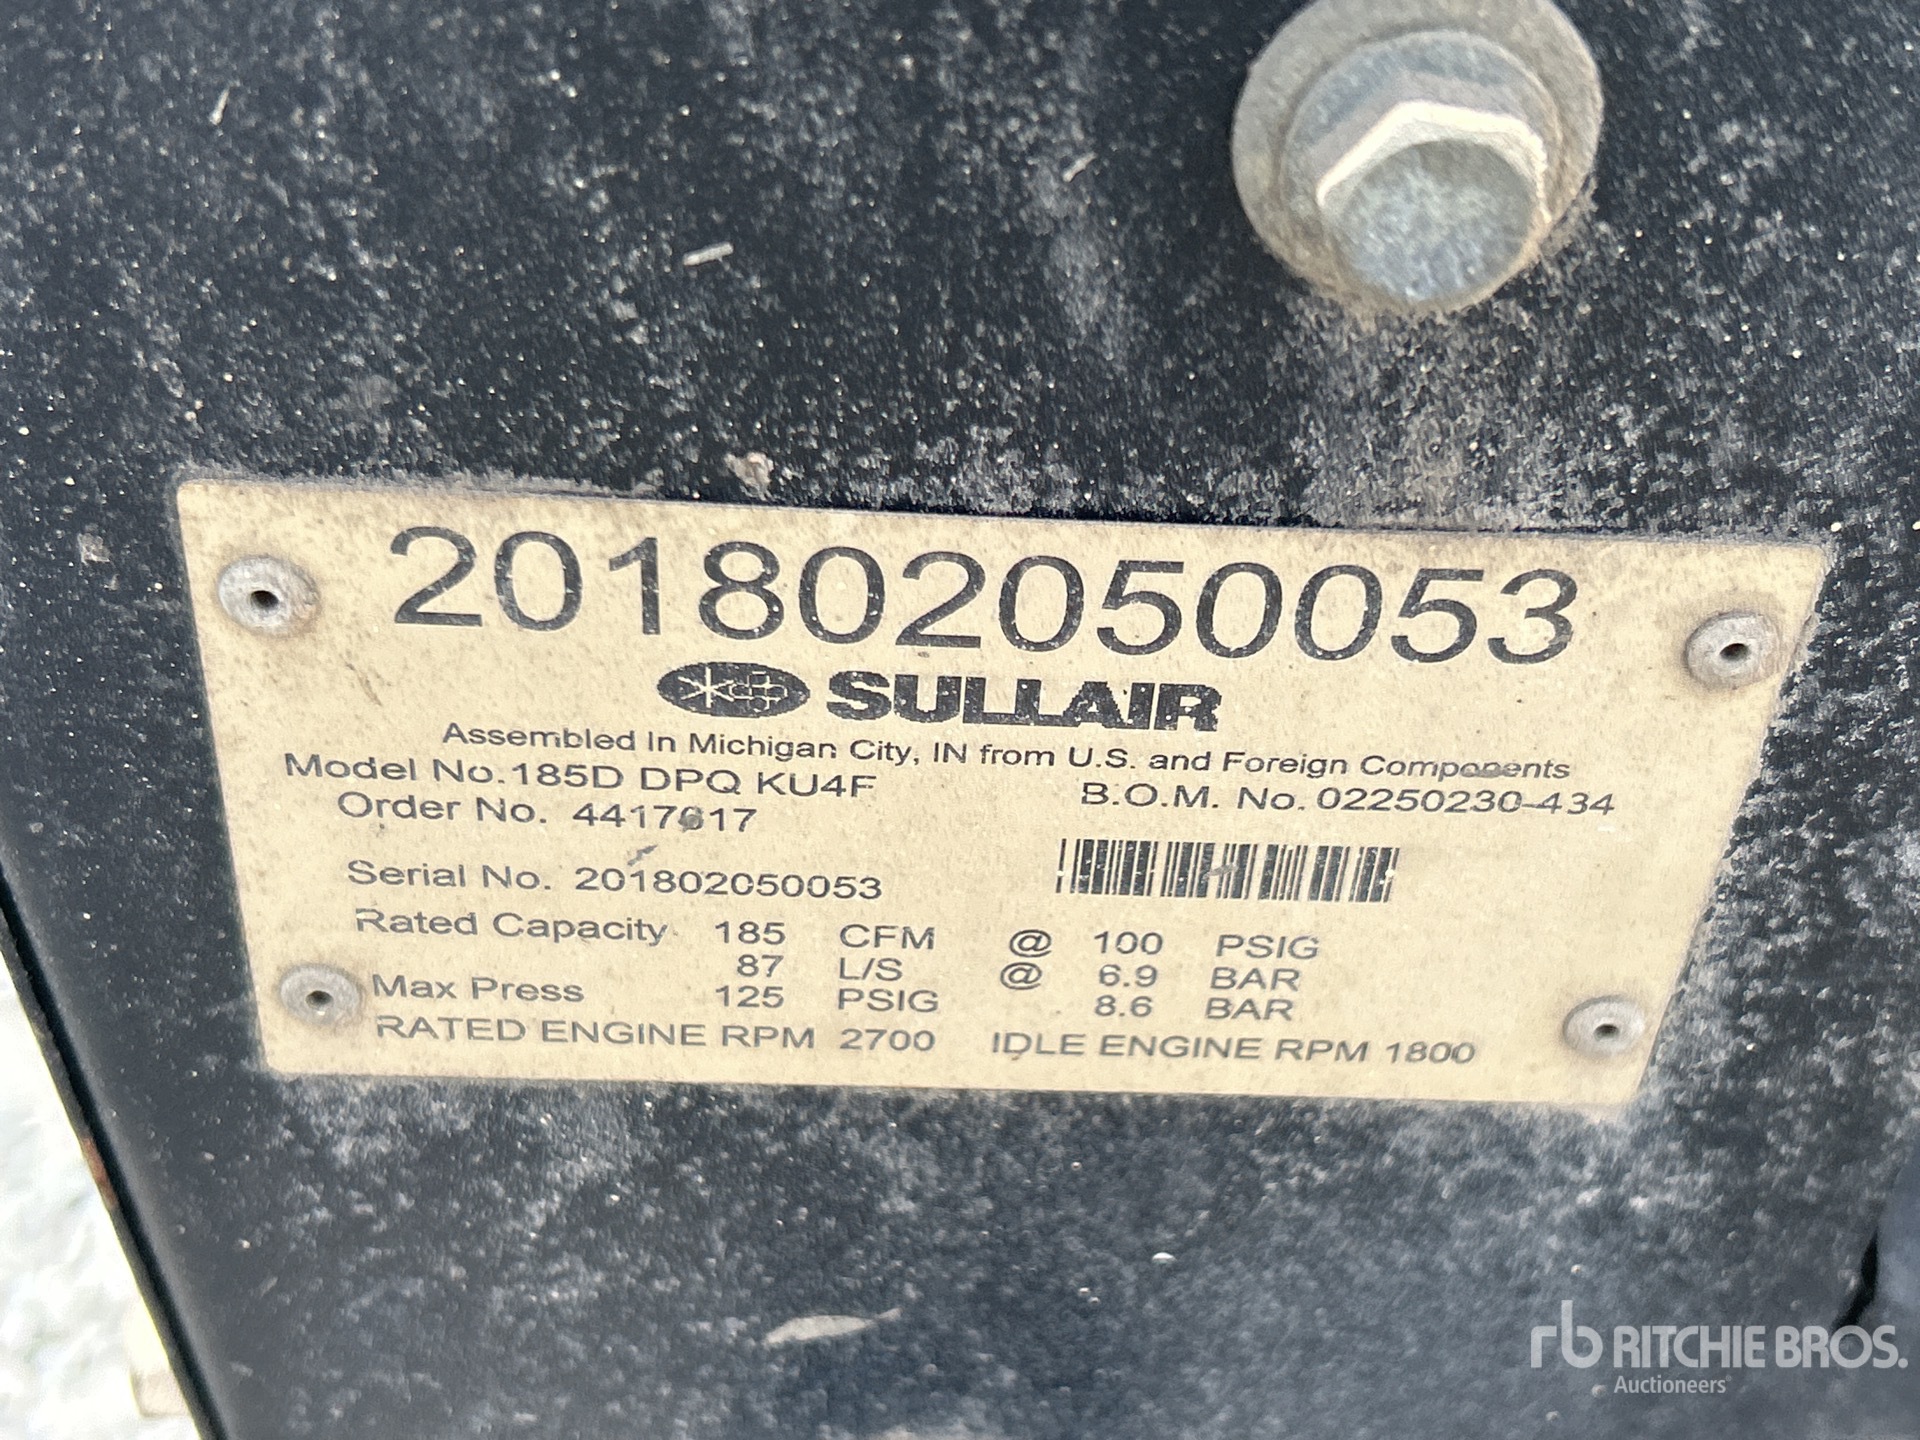 201802050053
SULLAIR
Assembled In Michigan City, IN from U.S. and Foreign Components
Model No.185D DPQ KU4F B.O.M. No. 02250230-434
Order No. 4417617
Serial No. 201802050053
Rated Capacity 185 CFM @ 100 PSIG
87 L/S @ 6.9 BAR
Max Press 125 PSIG 8.6 BAR
RATED ENGINE RPM 2700 IDLE ENGINE RPM 1800
rb RITCHIE BROS.
Auctioneers